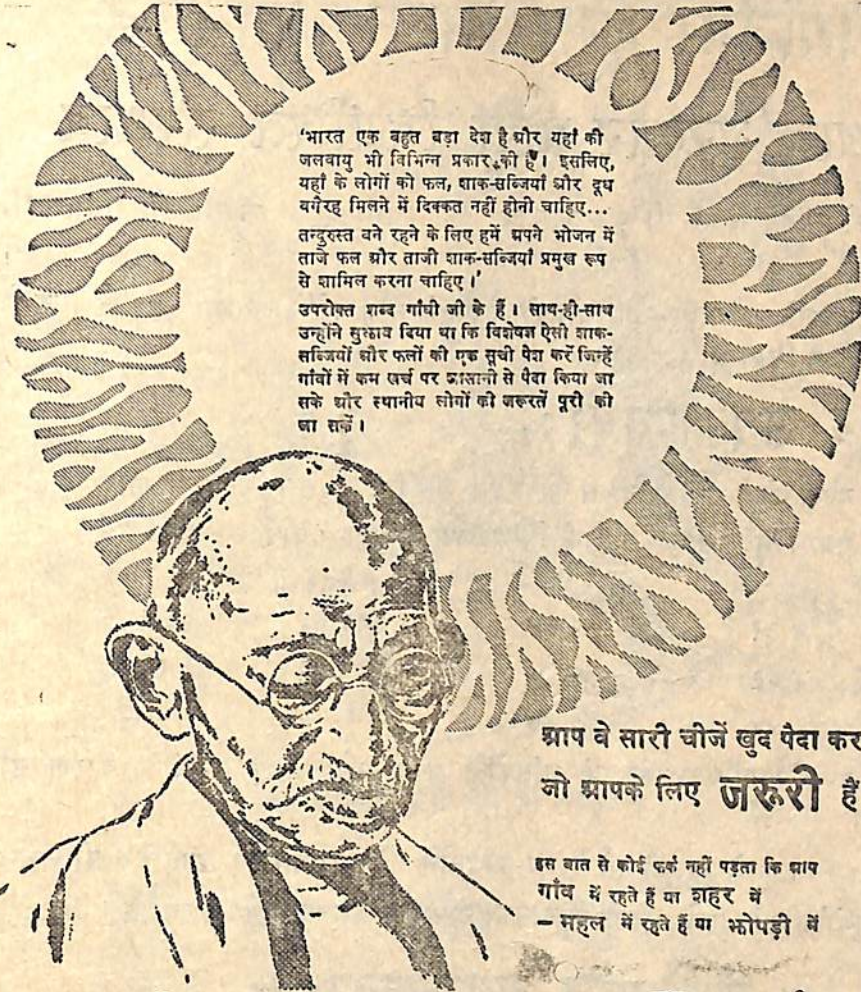 'भारत एक बहुत बड़ा देश है और यहाँ की
जलवायु भी विभिन्न प्रकार की है। इसलिए,
यहाँ के लोगों को फल, शाक-सब्जियाँ और दूध
वगैरह मिलने में दिक्कत नहीं होनी चाहिए...
तन्दुरुस्त बने रहने के लिए हमें अपने भोजन में
ताजे फल और ताजी शाक-सब्जियाँ प्रमुख रूप
से शामिल करना चाहिए।'
उपरोक्त शब्द गाँधी जी के हैं। साथ-ही-साथ
उन्होंने सुझाव दिया था कि विशेषज्ञ ऐसी शाक-
सब्जियों और फलों की एक सूची पेश करें जिन्हें
गाँवों में कम खर्च पर आसानी से पैदा किया जा
सके और स्थानीय लोगों की जरूरतें पूरी की
जा सकें।
आप वे सारी चीजें खुद पैदा कर
जो आपके लिए जरूरी हैं
इस बात से कोई फर्क नहीं पड़ता कि आप
गाँव में रहते हैं या शहर में
– महल में रहते हैं या झोपड़ी में